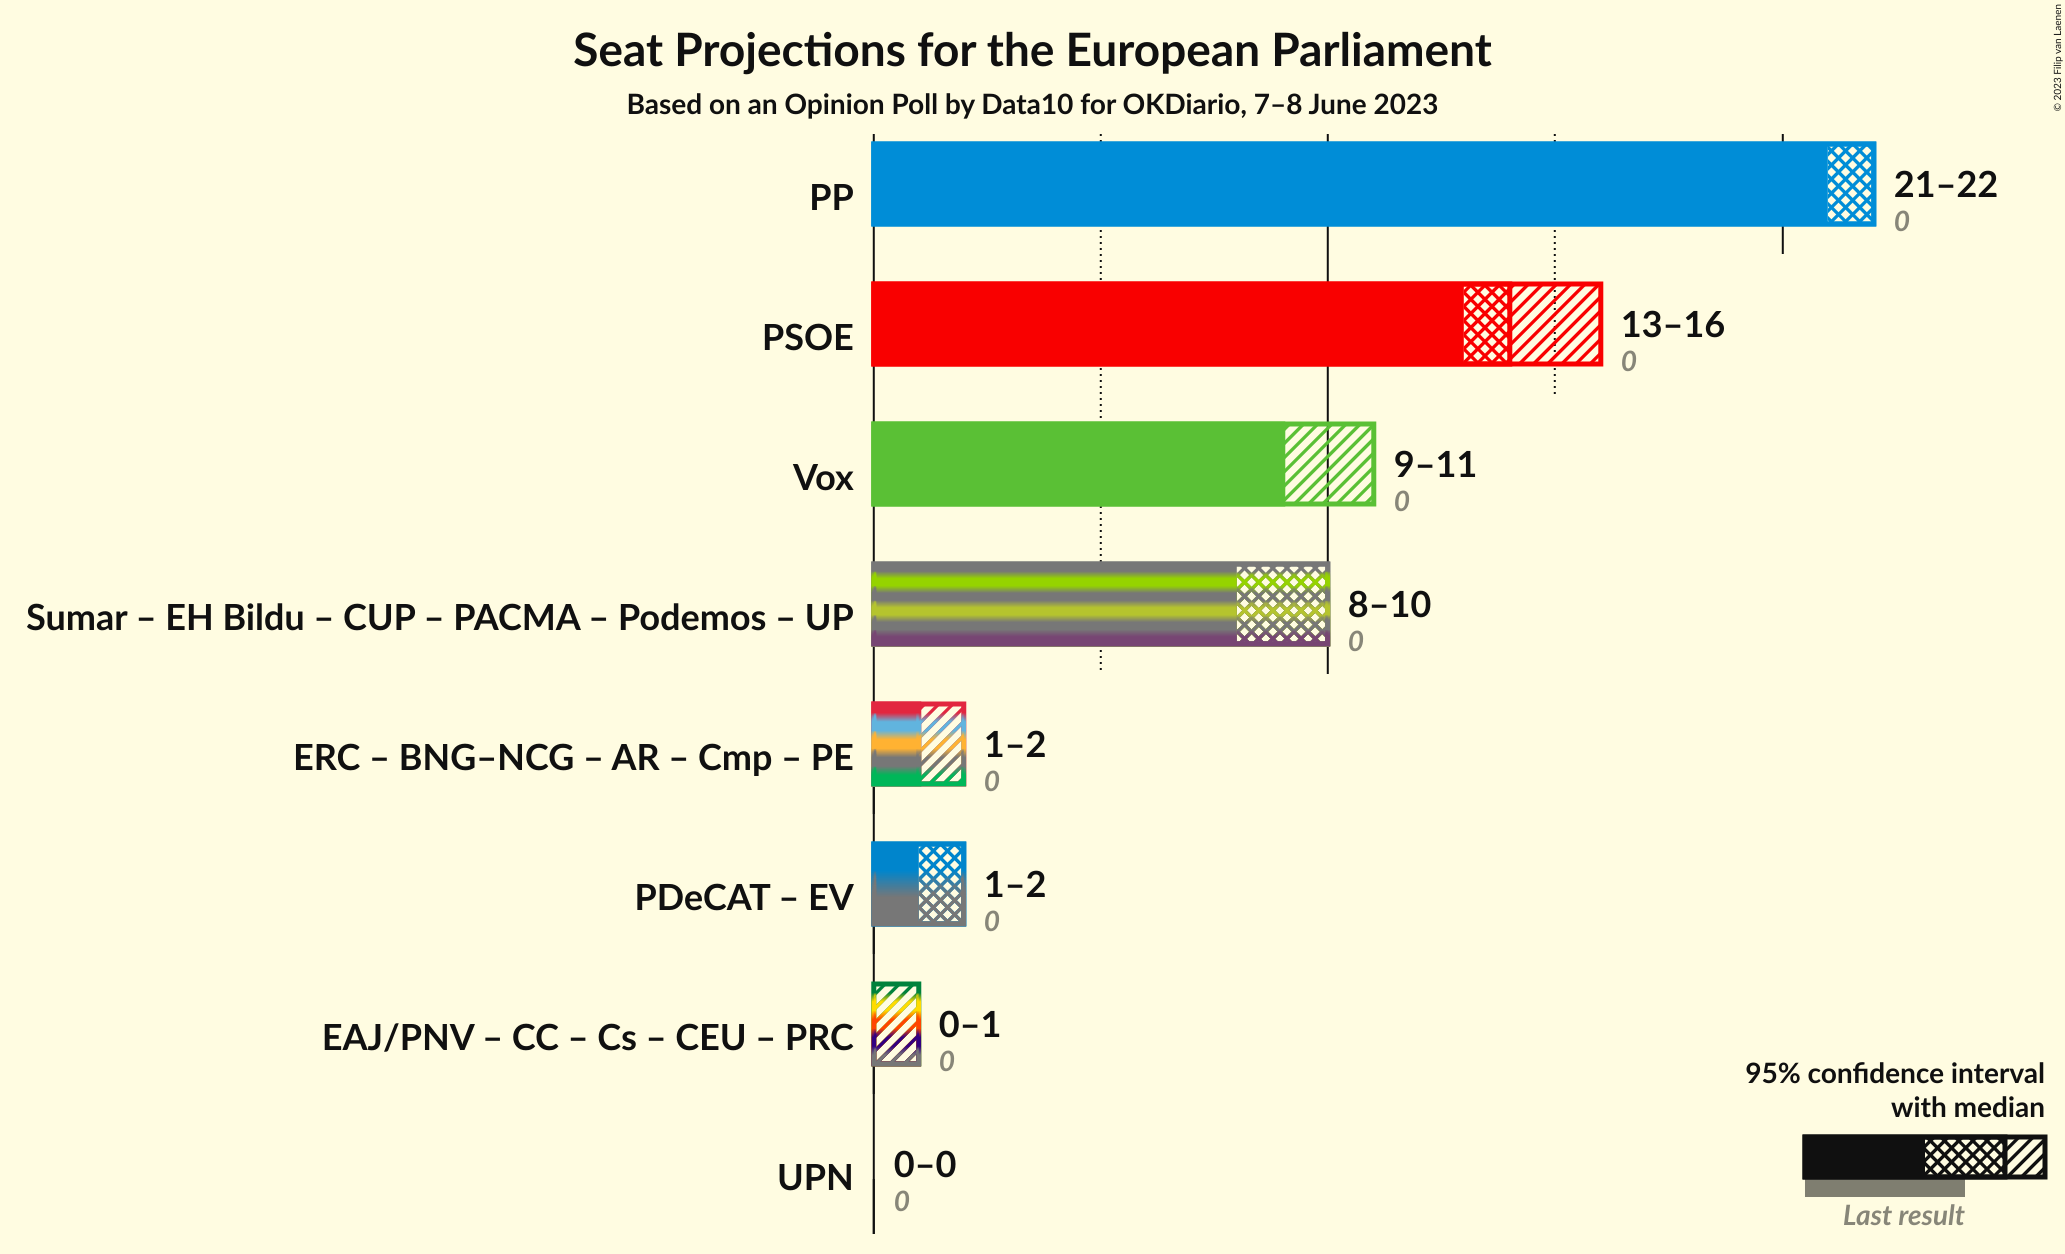 Seat Projections for the European Parliament
Based on an Opinion Poll by Data10 for OKDiario, 7–8 June 2023
© 2023 Filip van Laenen
PP
21–22
0
PSOE
13–16
0
Vox
9–11
0
Sumar – EH Bildu – CUP – PACMA – Podemos – UP
8–10
0
ERC – BNG–NCG – AR – Cmp – PE
1–2
0
PDeCAT – EV
1–2
0
EAJ/PNV – CC – Cs – CEU – PRC
0–1
0
UPN
0–0
0
95% confidence interval
with median
Last result